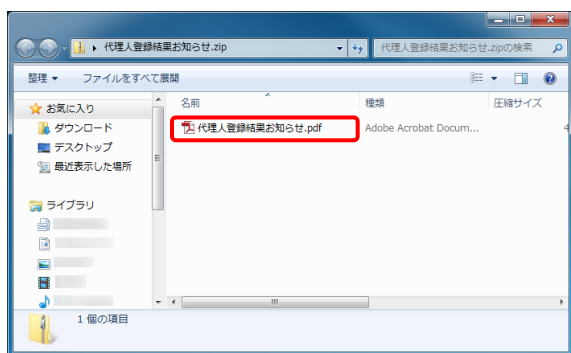 代理人登録結果お知らせ.zip
代理人登録結果お知らせ.zipの検索
整理
ファイルをすべて展開
お気に入り
ダウンロード
デスクトップ
最近表示した場所
ライブラリ
名前
種類
圧縮サイズ
代理人登録結果お知らせ.pdf
Adobe Acrobat Docum...
4
1 個の項目